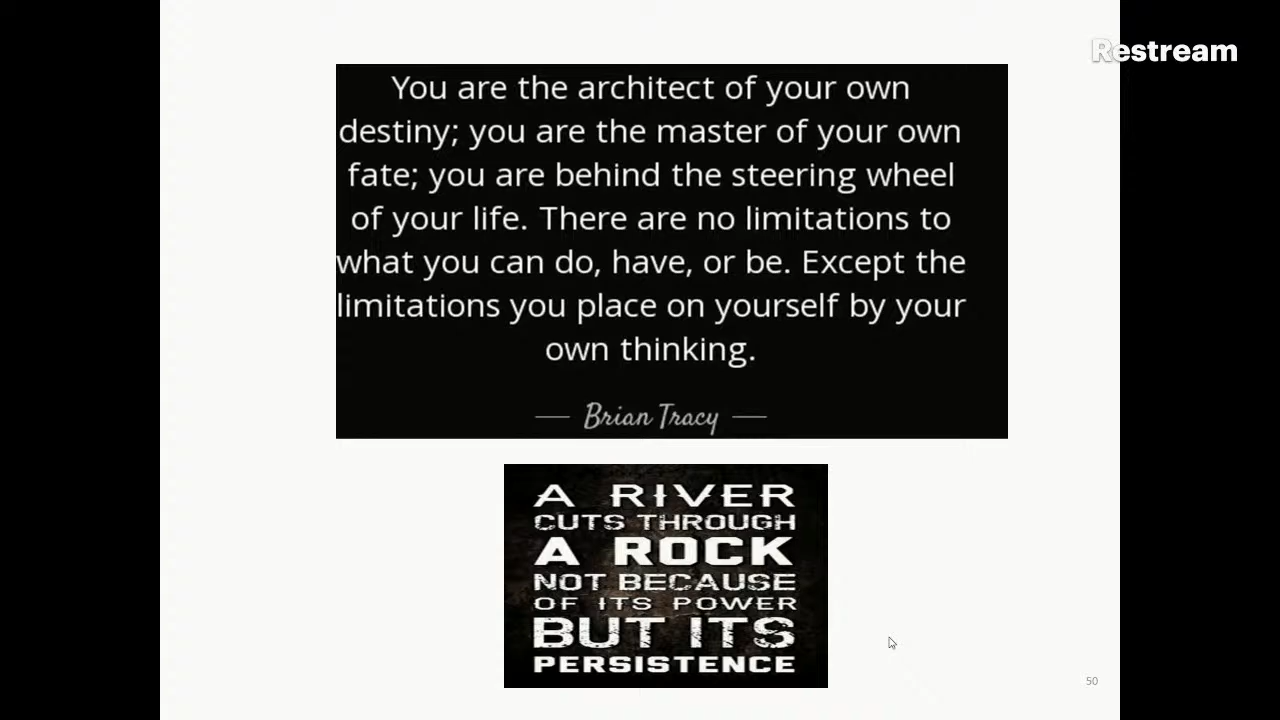 Restream
You are the architect of your own
destiny; you are the master of your own
fate; you are behind the steering wheel
of your life. There are no limitations to
what you can do, have, or be. Except the
limitations you place on yourself by your
own thinking.
Brian Tracy
A RIVER
CUTS THROUGH
A ROCK
NOT BECAUSE
OF ITS POWER
BUT ITS
PERSISTENCE
50